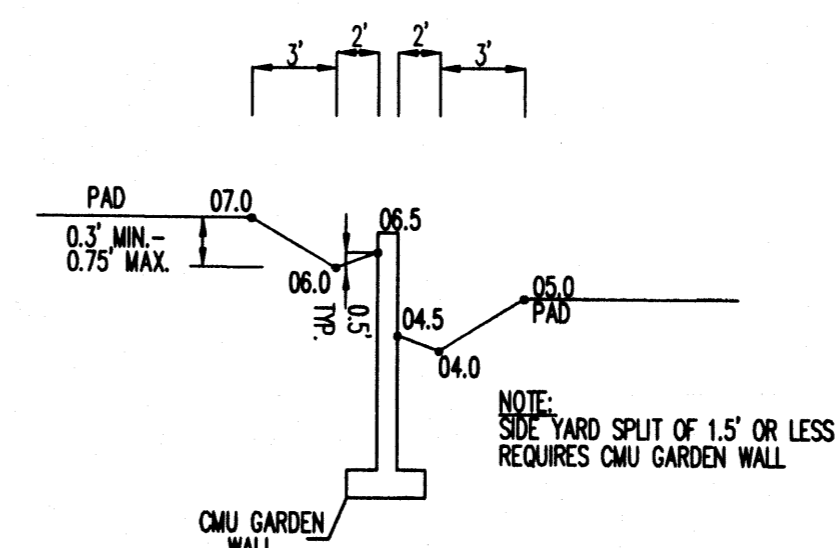 3'
2'
2'
3'
PAD
07.0
06.5
0.3' MIN.-
0.75' MAX.
06.0
0.5'
TYP.
04.5
05.0
PAD
04.0
NOTE:
SIDE YARD SPLIT OF 1.5' OR LESS
REQUIRES CMU GARDEN WALL
CMU GARDEN
WALL